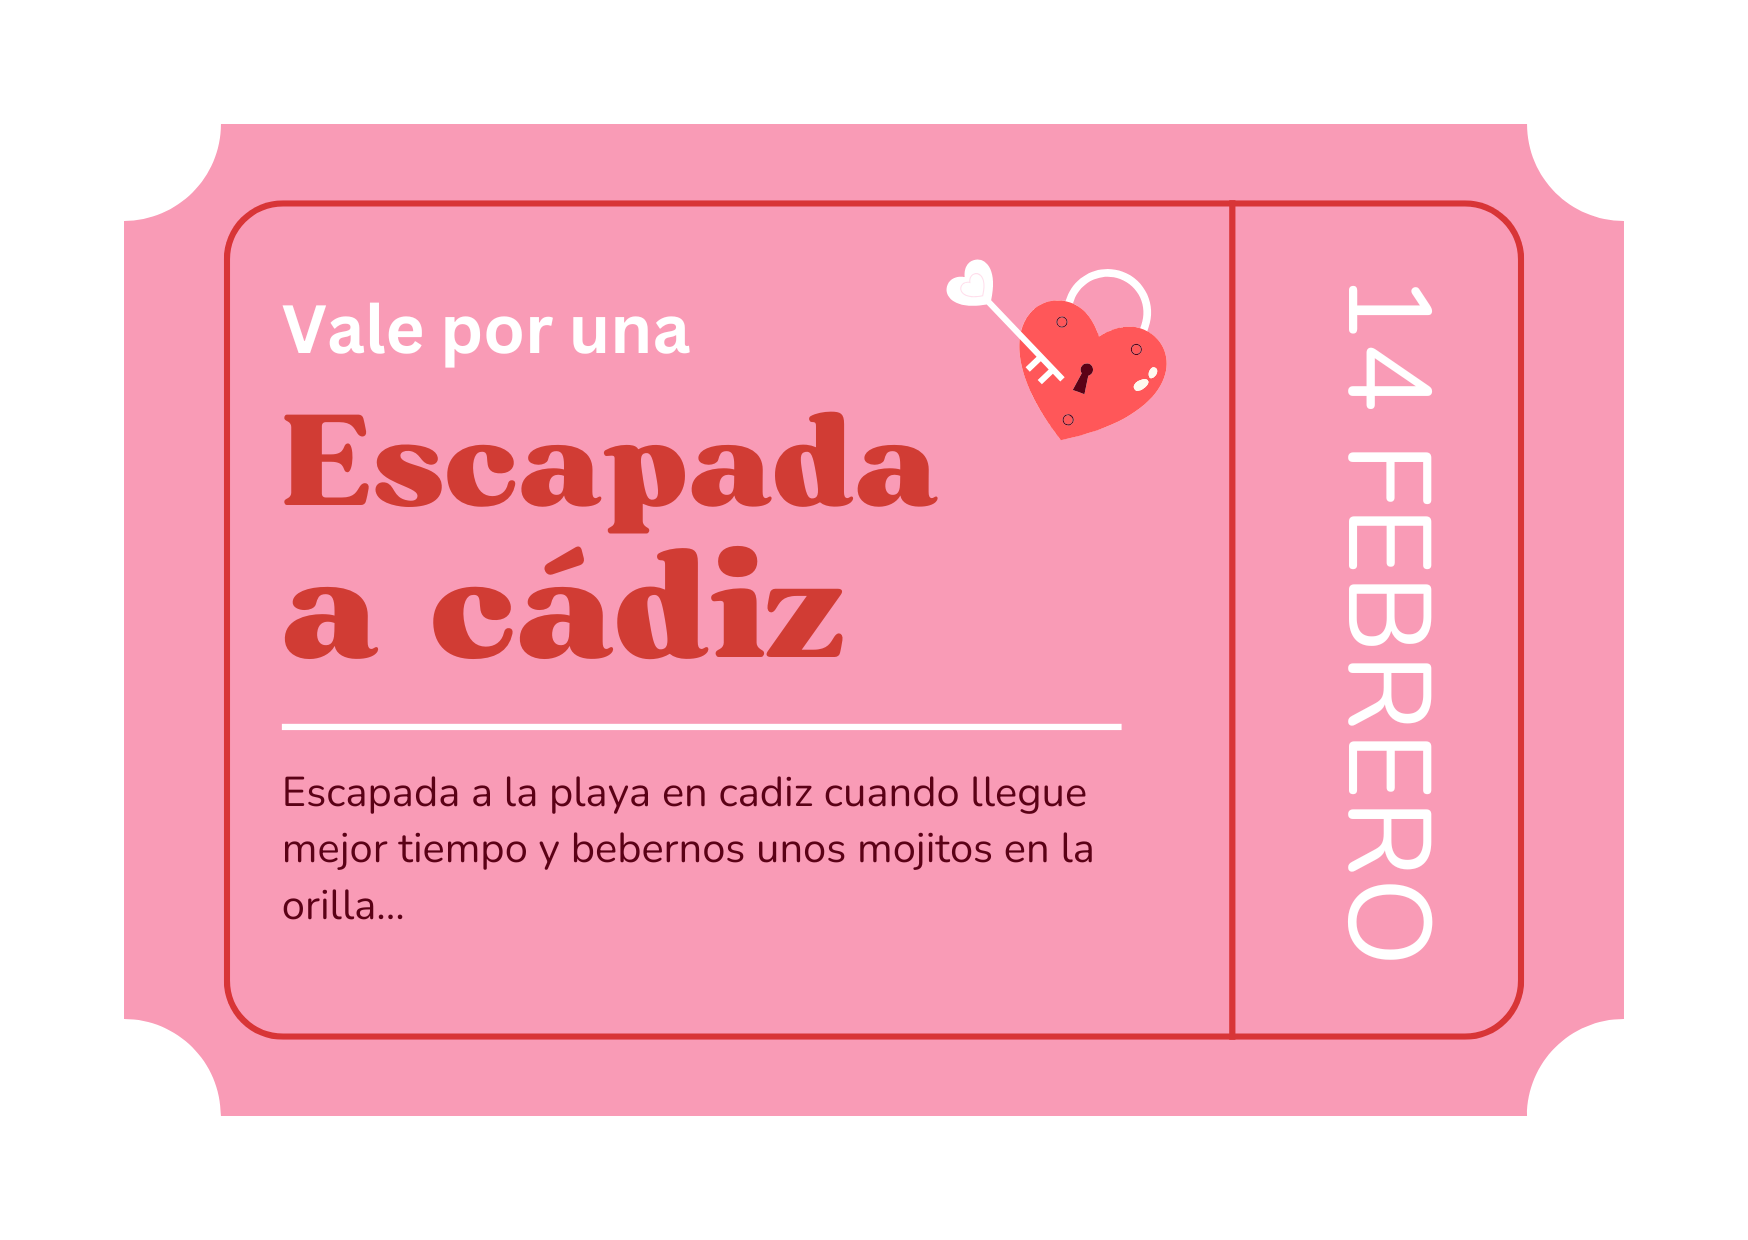 Vale por una
Escapada
a cádiz
Escapada a la playa en cadiz cuando llegue
mejor tiempo y bebernos unos mojitos en la
orilla...
14 FEBRERO